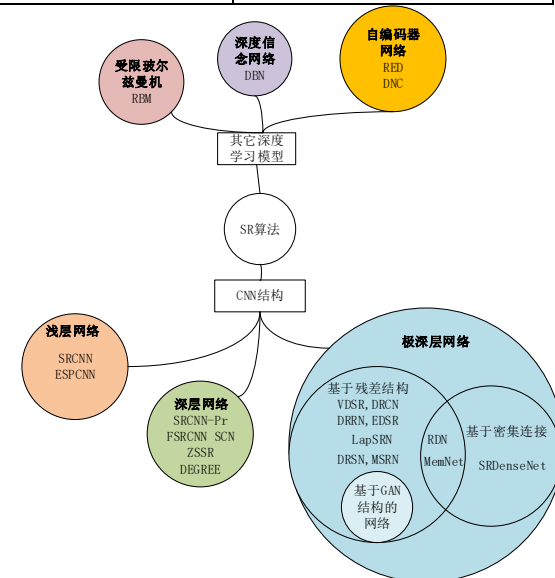 受限玻尔
兹曼机
RBM
深度信
念网络
DBN
自编码器
网络
RED
DNC
其它深度
学习模型
SR算法
CNN结构
浅层网络
SRCNN
ESPCNN
深层网络
SRCNN-Pr
FSRCNN SCN
ZSSR
DEGREE
极深层网络
基于残差结构
VDSR,DRCN
DRRN,EDSR
LapSRN
DRSN,MSRN
RDN
MemNet
基于密集连接
SRDenseNet
基于GAN
结构的
网络